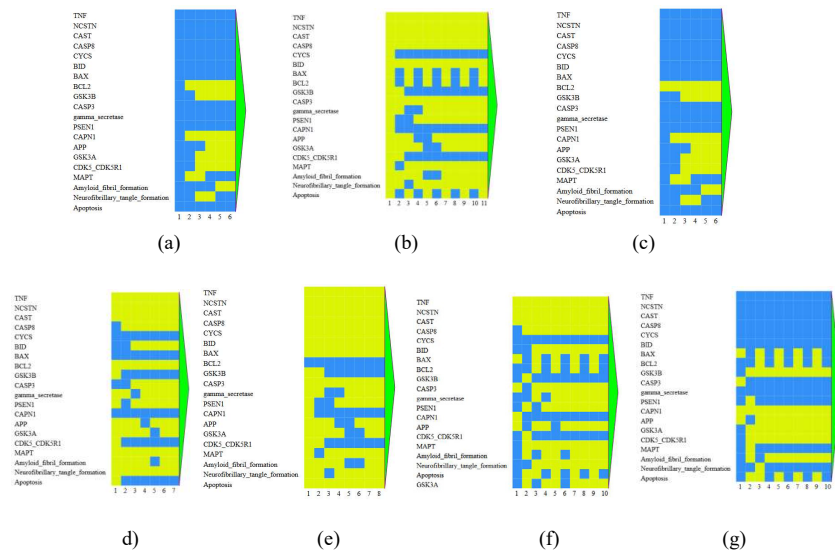 TNF
NCSTN
CAST
CASP8
CYCS
BID
BAX
BCL2
GSK3B
CASP3
gamma_secretase
PSEN1
CAPN1
APP
GSK3A
CDK5_CDK5R1
MAPT
Amyloid_fibril_formation
Neurofibrillary_tangle_formation
Apoptosis
1 2 3 4 5 6
(a)
TNF
NCSTN
CAST
CASP8
CYCS
BID
BAX
BCL2
GSK3B
CASP3
gamma_secretase
PSEN1
CAPN1
APP
GSK3A
CDK5_CDK5R1
MAPT
Amyloid_fibril_formation
Neurofibrillary_tangle_formation
Apoptosis
1 2 3 4 5 6 7 8 9 10 11
(b)
TNF
NCSTN
CAST
CASP8
CYCS
BID
BAX
BCL2
GSK3B
CASP3
gamma_secretase
PSEN1
CAPN1
APP
GSK3A
CDK5_CDK5R1
MAPT
Amyloid_fibril_formation
Neurofibrillary_tangle_formation
Apoptosis
1 2 3 4 5 6
(c)
TNF
NCSTN
CAST
CASP8
CYCS
BID
BAX
BCL2
GSK3B
CASP3
gamma_secretase
PSEN1
CAPN1
APP
GSK3A
CDK5_CDK5R1
MAPT
Amyloid_fibril_formation
Neurofibrillary_tangle_formation
Apoptosis
1 2 3 4 5 6 7
d)
TNF
NCSTN
CAST
CASP8
CYCS
BID
BAX
BCL2
GSK3B
CASP3
gamma_secretase
PSEN1
CAPN1
APP
GSK3A
CDK5_CDK5R1
MAPT
Amyloid_fibril_formation
Neurofibrillary_tangle_formation
Apoptosis
1 2 3 4 5 6 7 8
(e)
TNF
NCSTN
CAST
CASP8
CYCS
BID
BAX
BCL2
GSK3B
CASP3
gamma_secretase
PSEN1
CAPN1
APP
CDK5_CDK5R1
MAPT
Amyloid_fibril_formation
Neurofibrillary_tangle_formation
Apoptosis
GSK3A
1 2 3 4 5 6 7 8 9 10
(f)
TNF
NCSTN
CAST
CASP8
CYCS
BID
BAX
BCL2
GSK3B
CASP3
gamma_secretase
PSEN1
CAPN1
APP
GSK3A
CDK5_CDK5R1
MAPT
Amyloid_fibril_formation
Neurofibrillary_tangle_formation
Apoptosis
1 2 3 4 5 6 7 8 9 10
(g)